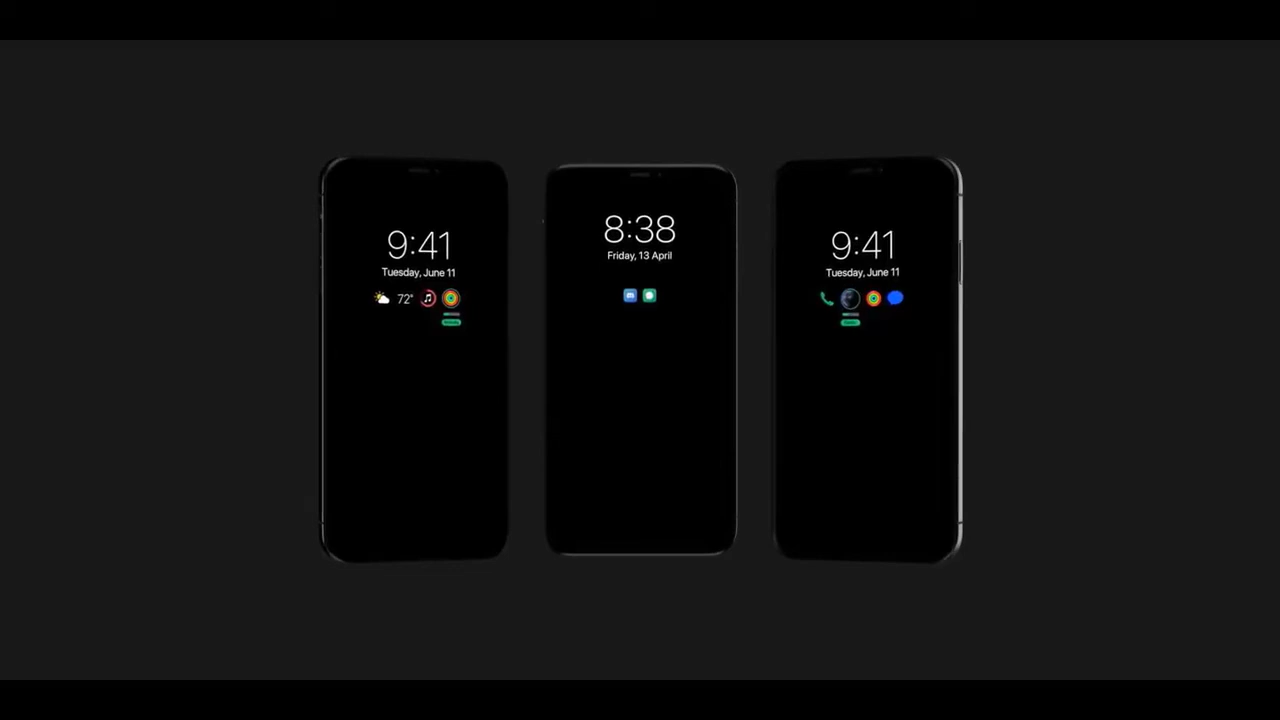 9:41
Tuesday, June 11
72°
8:38
Friday, 13 April
9:41
Tuesday, June 11